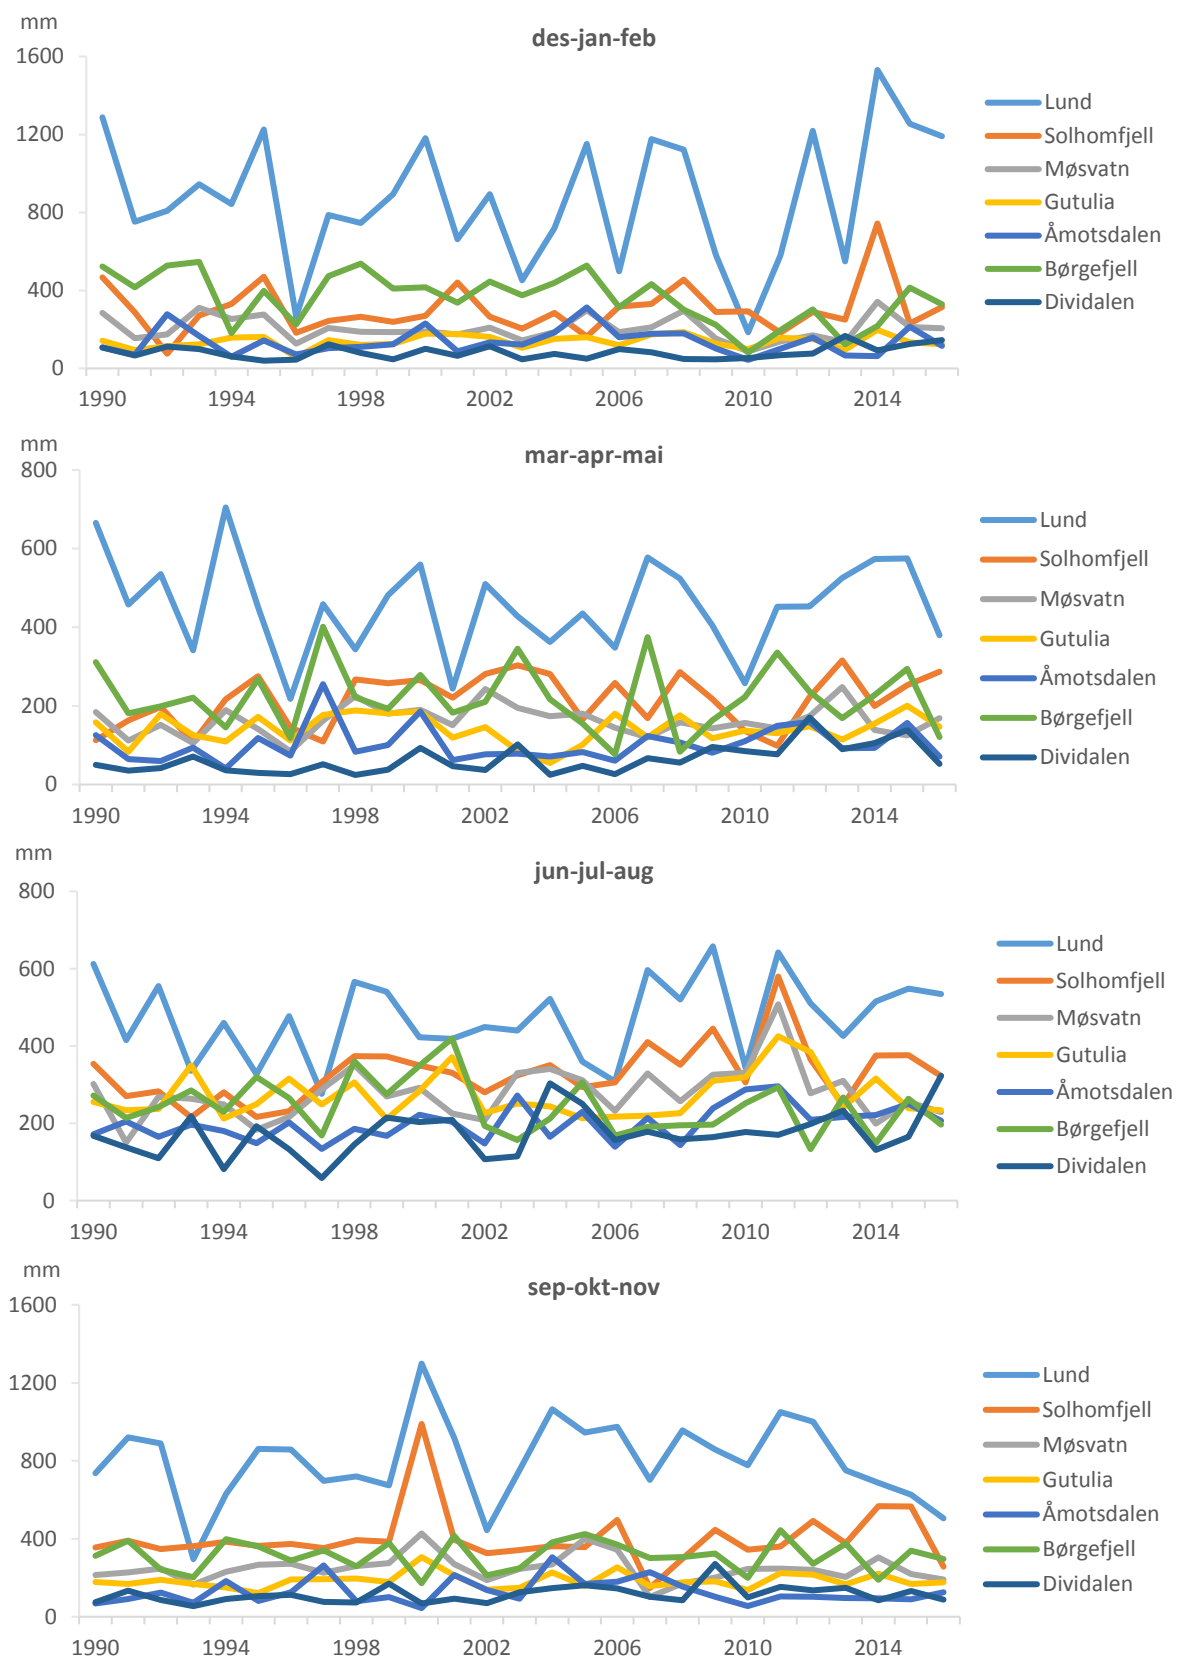 mm
des-jan-feb
1600
1200
800
400
0
1990 1994 1998 2002 2006 2010 2014
Lund
Solhomfjell
Møsvatn
Gutulia
Åmotsdalen
Børgefjell
Dividalen
mm
mar-apr-mai
800
600
400
200
0
1990 1994 1998 2002 2006 2010 2014
Lund
Solhomfjell
Møsvatn
Gutulia
Åmotsdalen
Børgefjell
Dividalen
mm
jun-jul-aug
800
600
400
200
0
1990 1994 1998 2002 2006 2010 2014
Lund
Solhomfjell
Møsvatn
Gutulia
Åmotsdalen
Børgefjell
Dividalen
mm
sep-okt-nov
1600
1200
800
400
0
1990 1994 1998 2002 2006 2010 2014
Lund
Solhomfjell
Møsvatn
Gutulia
Åmotsdalen
Børgefjell
Dividalen